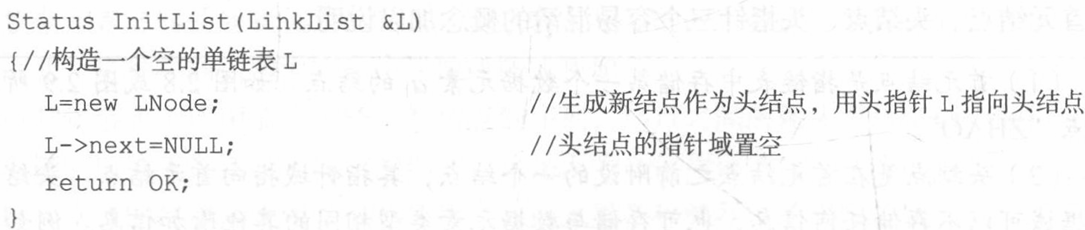 Status InitList(LinkList &L)
{//构造一个空的单链表L
L=new LNode; //生成新结点作为头结点，用头指针L指向头结点
L->next=NULL; //头结点的指针域置空
return OK;
}